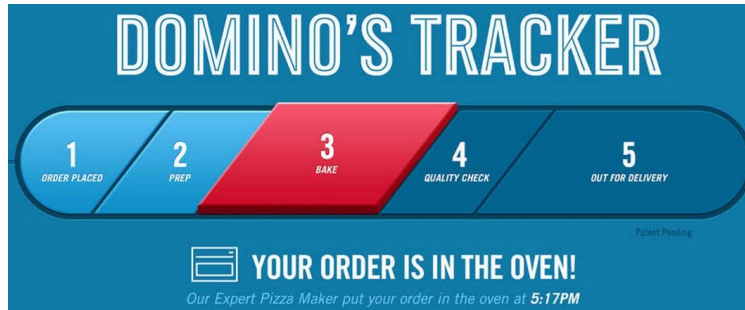 DOMINO'S TRACKER
1
ORDER PLACED
2
PREP
3
BAKE
4
QUALITY CHECK
5
OUT FOR DELIVERY
Patent Pending
YOUR ORDER IS IN THE OVEN!
Our Expert Pizza Maker put your order in the oven at 5:17PM